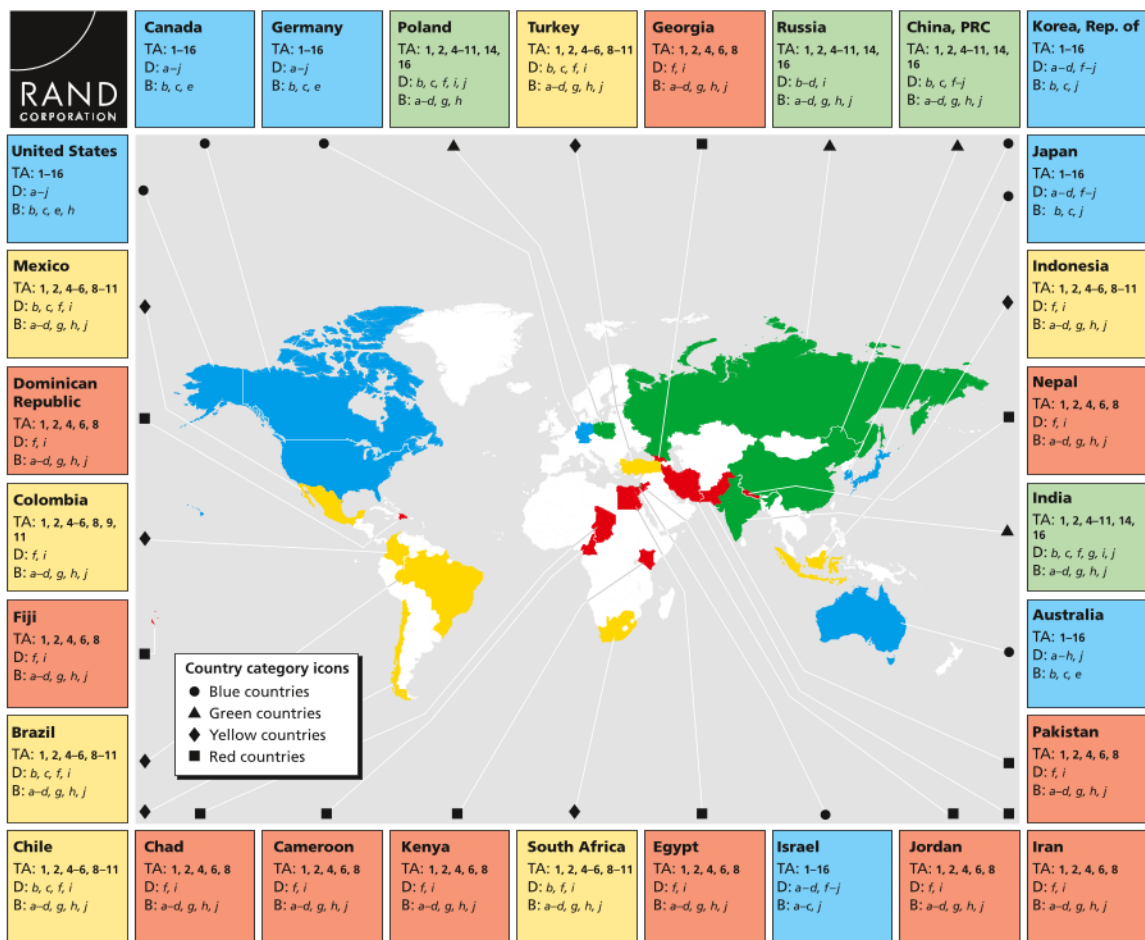 RAND
CORPORATION
Canada
TA: 1–16
D: a–j
B: b, c, e
Germany
TA: 1–16
D: a–j
B: b, c, e
Poland
TA: 1, 2, 4–11, 14,
16
D: b, c, f, i, j
B: a–d, g, h
Turkey
TA: 1, 2, 4–6, 8–11
D: b, c, f, i
B: a–d, g, h, j
Georgia
TA: 1, 2, 4, 6, 8
D: f, i
B: a–d, g, h, j
Russia
TA: 1, 2, 4–11, 14,
16
D: b–d, i
B: a–d, g, h, j
China, PRC
TA: 1, 2, 4–11, 14,
16
D: b, c, f–j
B: a–d, g, h, j
Korea, Rep. of
TA: 1–16
D: a–d, f–j
B: b, c, j
United States
TA: 1–16
D: a–j
B: b, c, e, h
Japan
TA: 1–16
D: a–d, f–j
B: b, c, j
Mexico
TA: 1, 2, 4–6, 8–11
D: b, c, f, i
B: a–d, g, h, j
Indonesia
TA: 1, 2, 4–6, 8–11
D: f, i
B: a–d, g, h, j
Dominican
Republic
TA: 1, 2, 4, 6, 8
D: f, i
B: a–d, g, h, j
Nepal
TA: 1, 2, 4, 6, 8
D: f, i
B: a–d, g, h, j
Colombia
TA: 1, 2, 4–6, 8, 9,
11
D: f, i
B: a–d, g, h, j
India
TA: 1, 2, 4–11, 14,
16
D: b, c, f, g, i, j
B: a–d, g, h, j
Fiji
TA: 1, 2, 4, 6, 8
D: f, i
B: a–d, g, h, j
Australia
TA: 1–16
D: a–h, j
B: b, c, e
Country category icons
Blue countries
Green countries
Yellow countries
Red countries
Brazil
TA: 1, 2, 4–6, 8–11
D: b, c, f, i
B: a–d, g, h, j
Pakistan
TA: 1, 2, 4, 6, 8
D: f, i
B: a–d, g, h, j
Chile
TA: 1, 2, 4–6, 8–11
D: b, c, f, i
B: a–d, g, h, j
Chad
TA: 1, 2, 4, 6, 8
D: f, i
B: a–d, g, h, j
Cameroon
TA: 1, 2, 4, 6, 8
D: f, i
B: a–d, g, h, j
Kenya
TA: 1, 2, 4, 6, 8
D: f, i
B: a–d, g, h, j
South Africa
TA: 1, 2, 4–6, 8–11
D: b, f, i
B: a–d, g, h, j
Egypt
TA: 1, 2, 4, 6, 8
D: f, i
B: a–d, g, h, j
Israel
TA: 1–16
D: a–d, f–j
B: a–c, j
Jordan
TA: 1, 2, 4, 6, 8
D: f, i
B: a–d, g, h, j
Iran
TA: 1, 2, 4, 6, 8
D: f, i
B: a–d, g, h, j